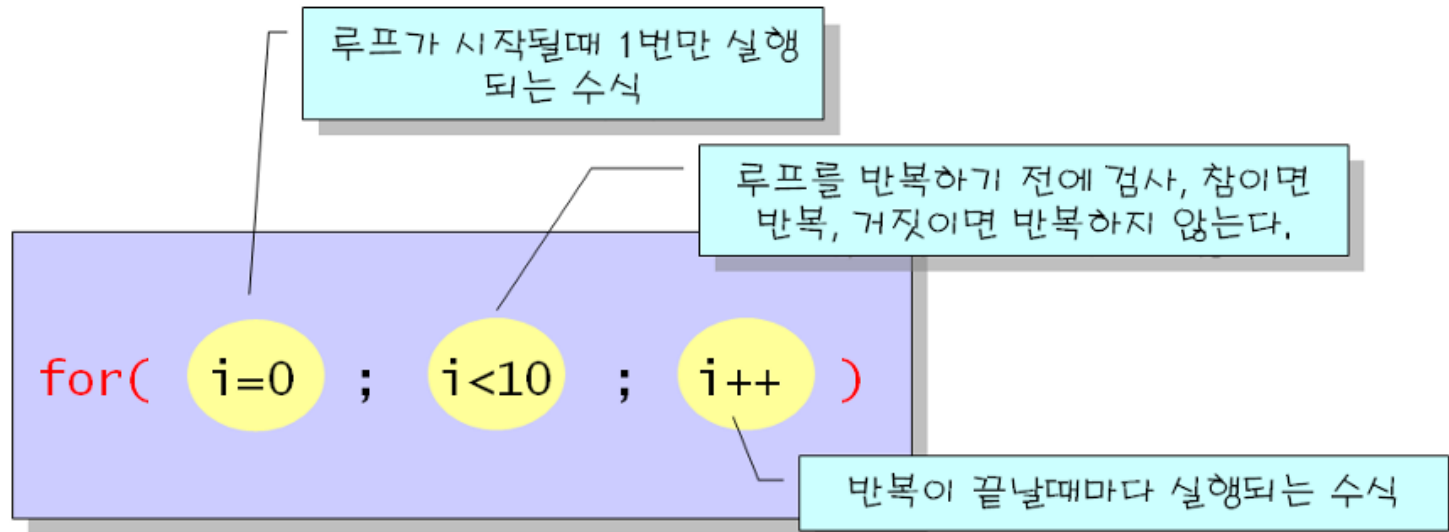 루프가 시작될때 1번만 실행
되는 수식
루프를 반복하기 전에 검사, 참이면
반복, 거짓이면 반복하지 않는다.
for( i=0 ; i<10 ; i++ )
반복이 끝날때마다 실행되는 수식